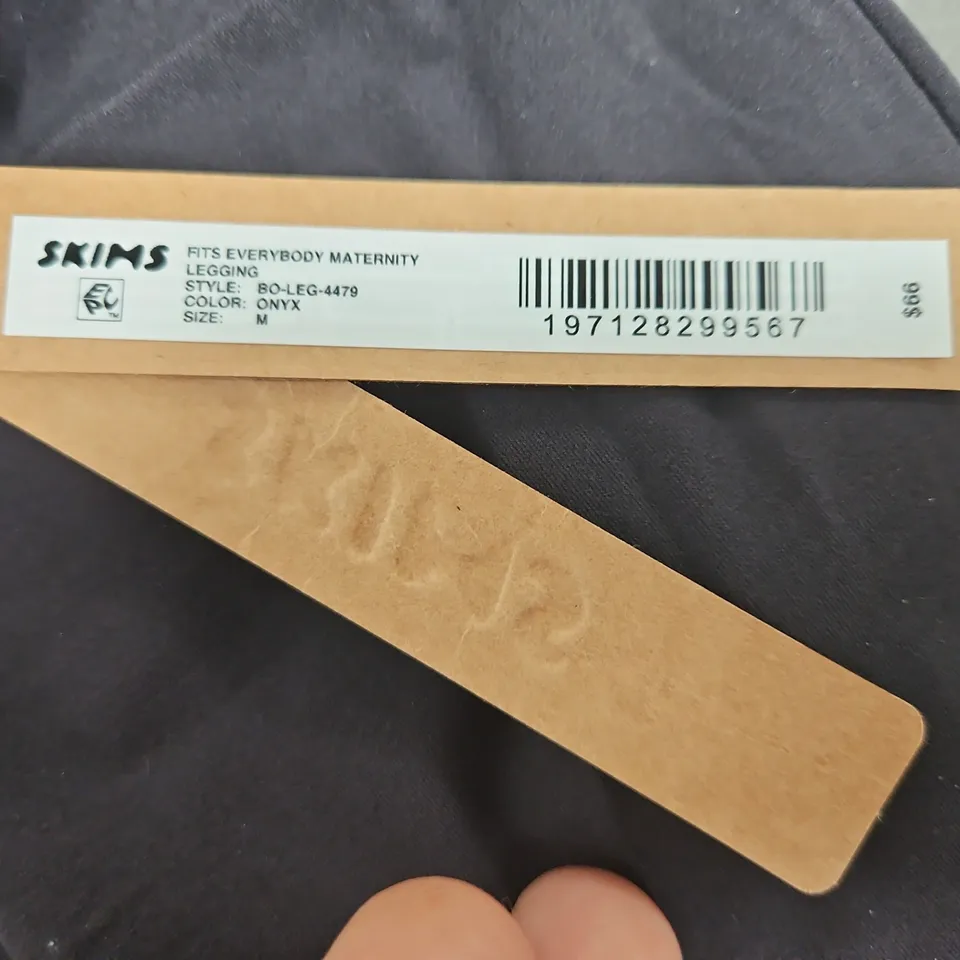 SKIMS
FITS EVERYBODY MATERNITY
LEGGING
STYLE: BO-LEG-4479
COLOR: ONYX
SIZE: M
197128299567
$66